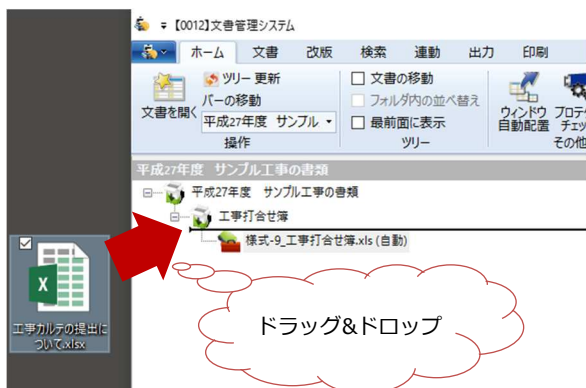 【0012】文書管理システム
ホーム 文書 改版 検索 連動 出力 印刷
文書を開く
ツリー 更新
バーの移動
平成27年度 サンプル
操作
文書の移動
フォルダ内の並べ替え
最前面に表示
ツリー
ウィンドウ
自動配置
プロテ
チェッ
その他
平成27年度 サンプル工事の書類
平成27年度 サンプル工事の書類
工事打合せ簿
様式-9_工事打合せ簿.xls (自動)
工事カルテの提出に
ついて.xlsx
ドラッグ&ドロップ